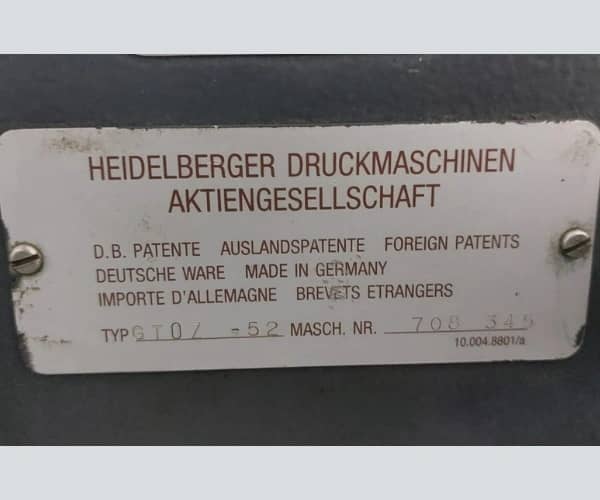 HEIDELBERGER DRUCKMASCHINEN
AKTIENGESELLSCHAFT
D.B. PATENTE AUSLANDSPATENTE FOREIGN PATENTS
DEUTSCHE WARE MADE IN GERMANY
IMPORTE D'ALLEMAGNE BREVETS ETRANGERS
TYP GTO/ -52 MASCH. NR. 708 345
10.004.8801/a